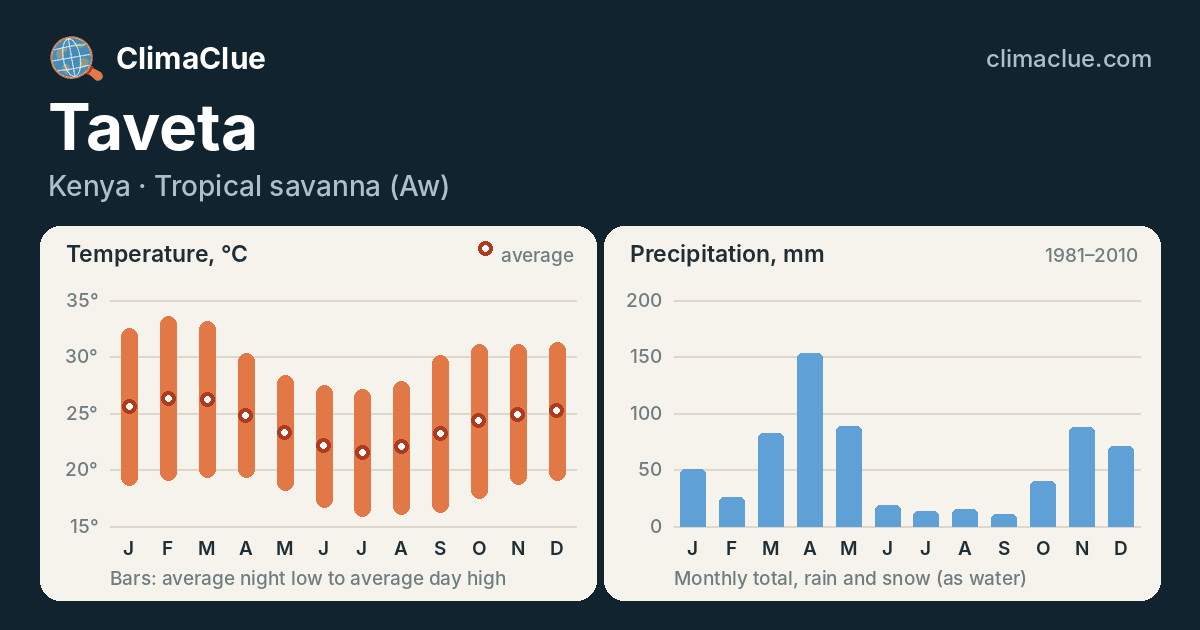 ClimaClue
climaclue.com
Taveta
Kenya · Tropical savanna (Aw)
Temperature, °C
average
35°
30°
25°
20°
15°
J F M A M J J A S O N D
Bars: average night low to average day high
Precipitation, mm
1981–2010
200
150
100
50
0
J F M A M J J A S O N D
Monthly total, rain and snow (as water)